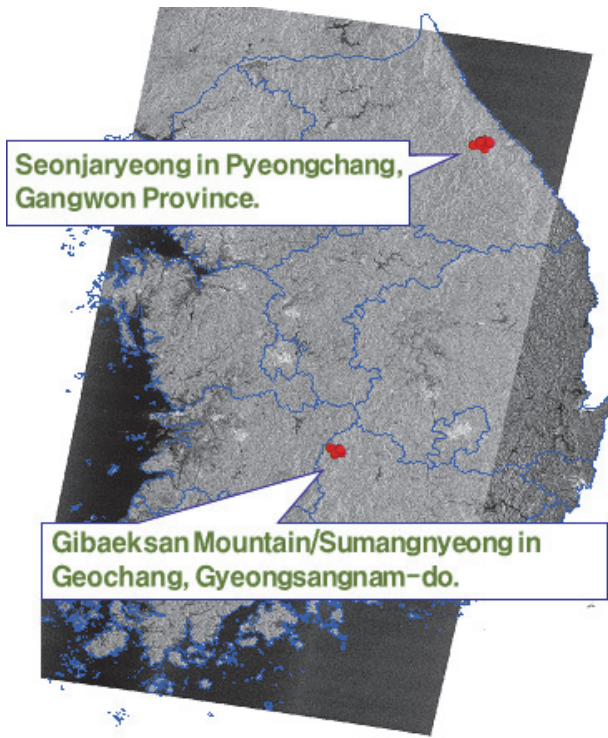 Seonjaryeong in Pyeongchang,
Gangwon Province.
Gibaeksan Mountain/Sumangnyeong in
Geochang, Gyeongsangnam-do.